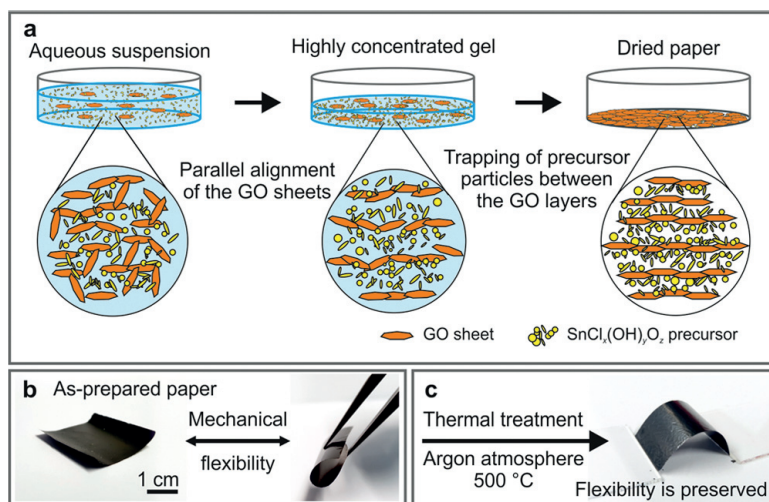 a
Aqueous suspension
Highly concentrated gel
Dried paper
Parallel alignment
of the GO sheets
Trapping of precursor
particles between
the GO layers
GO sheet
SnClₓ(OH)ᵧO_z precursor
b
As-prepared paper
Mechanical
flexibility
1 cm
c
Thermal treatment
Argon atmosphere
500 °C
Flexibility is preserved